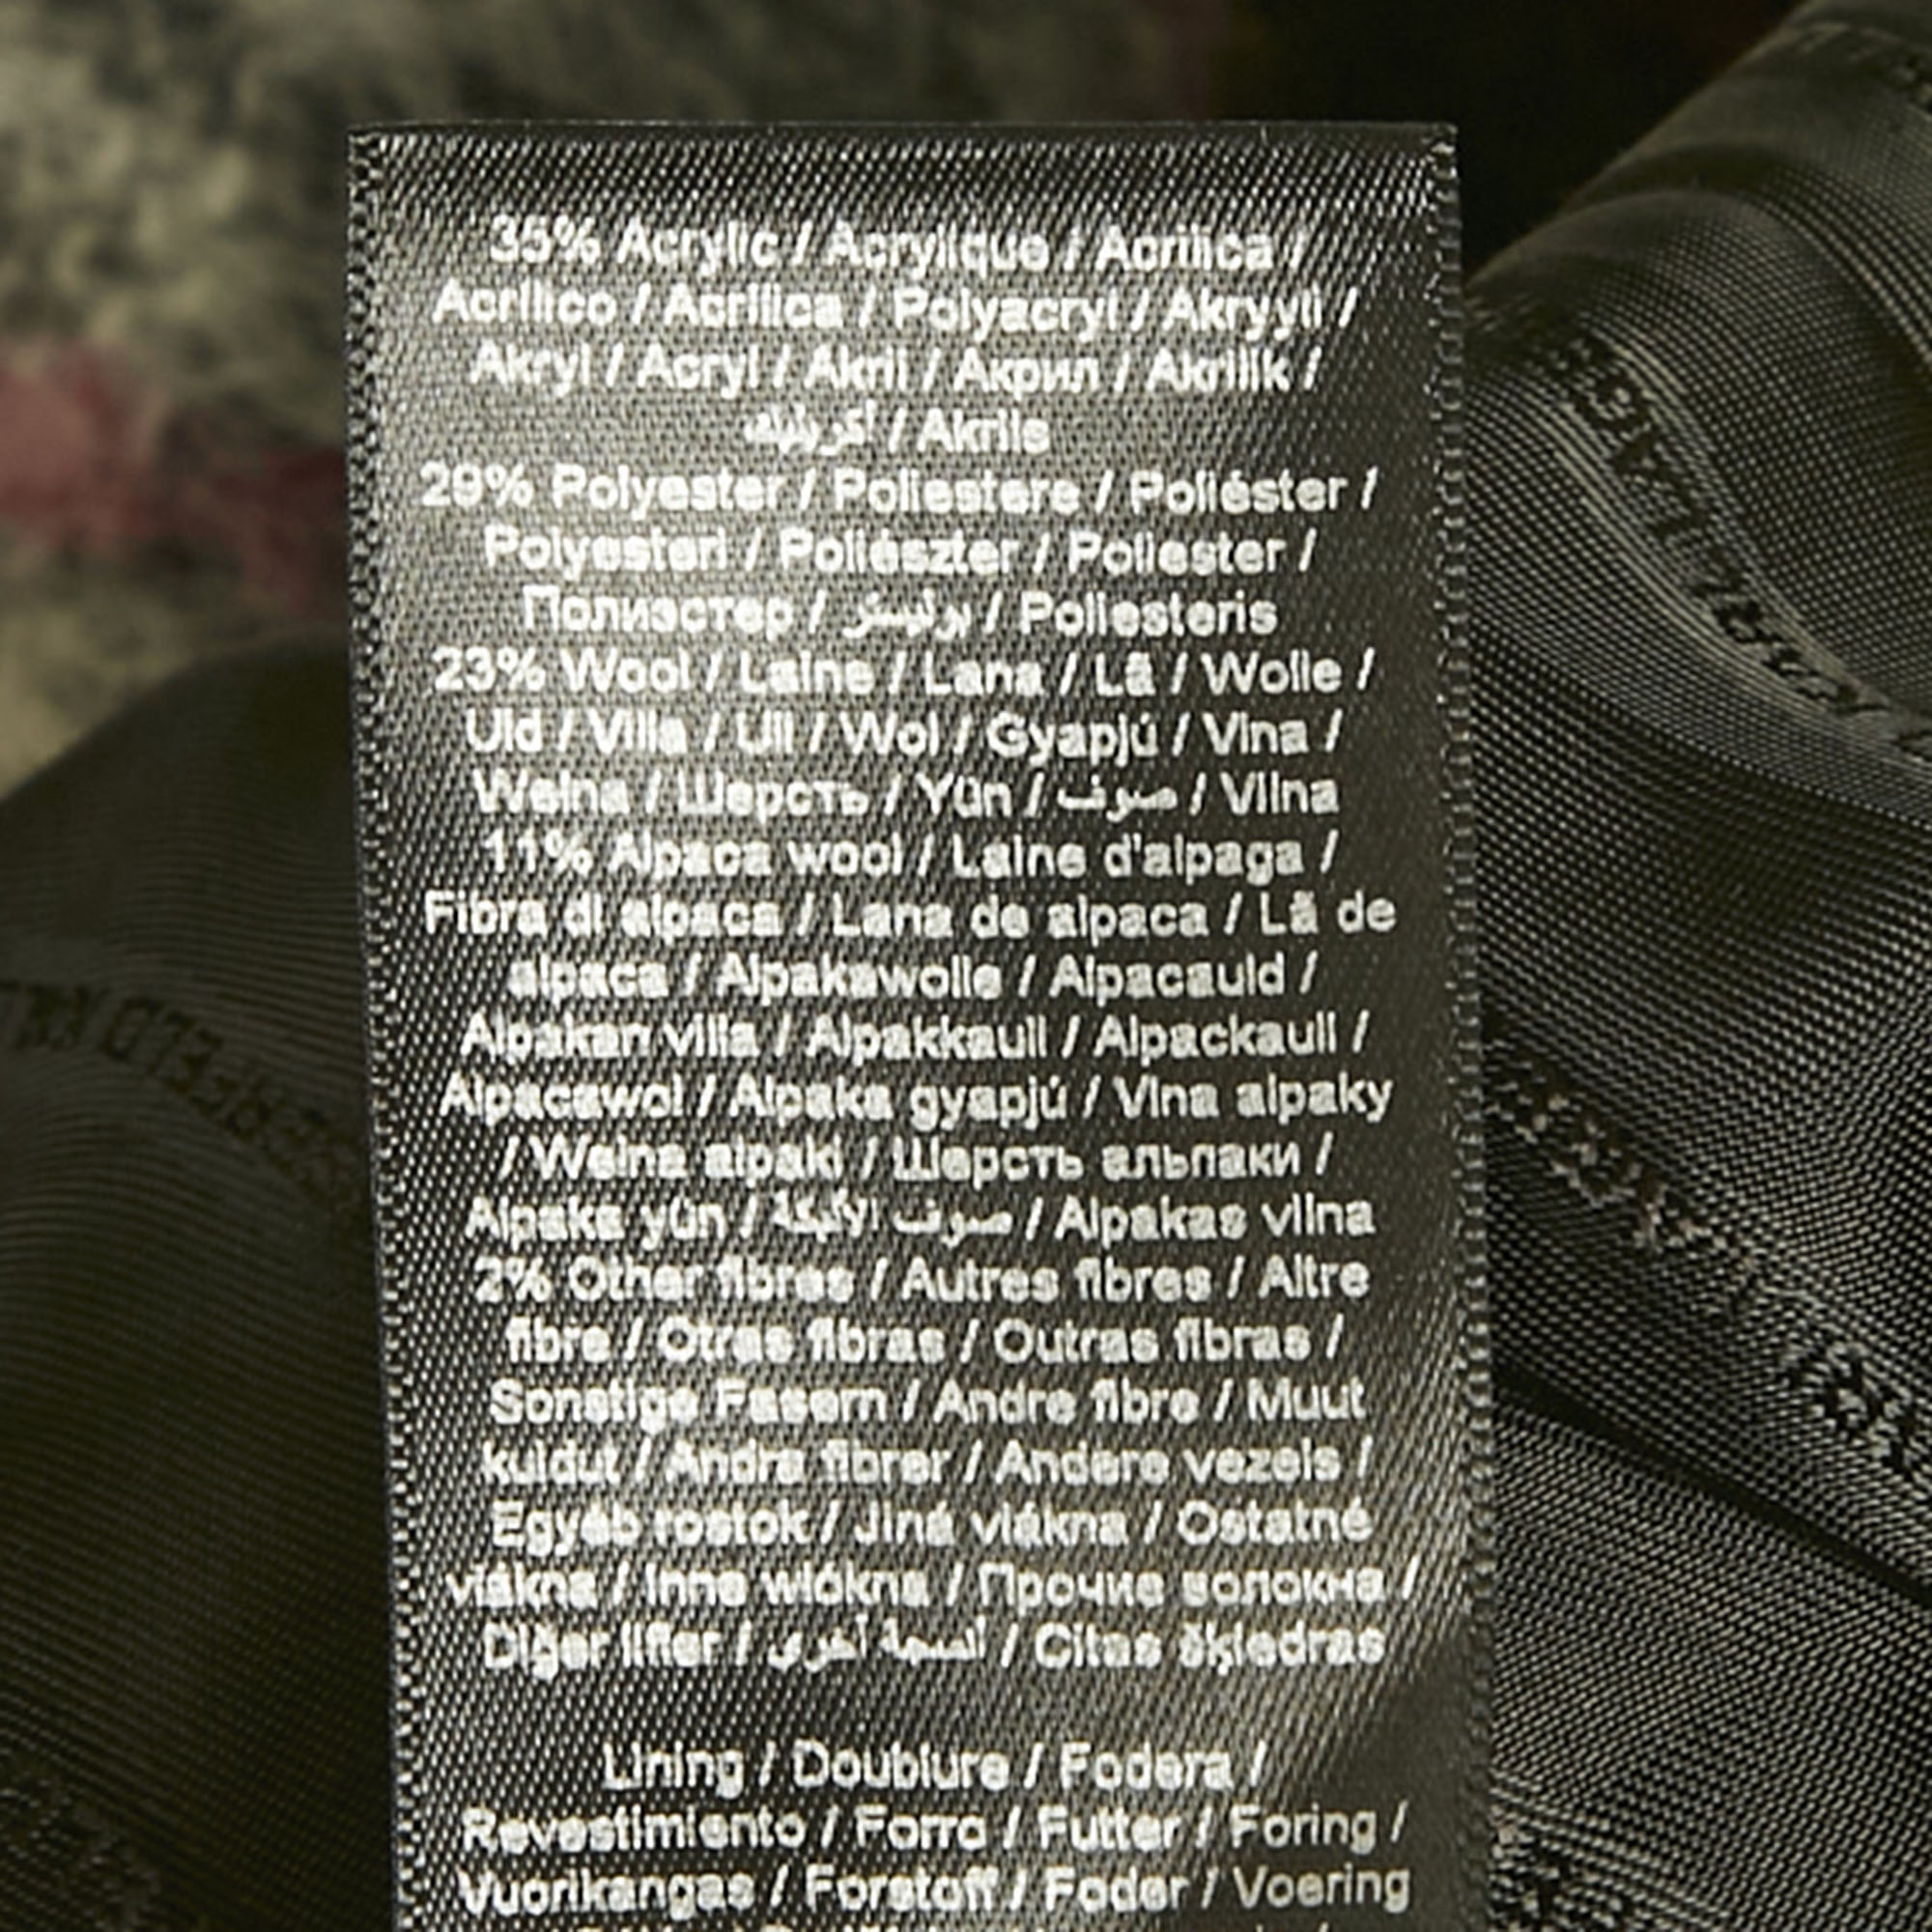 35% Acrylic / Acrylique / Acrilica /
Acrilico / Acrílica / Polyacryl / Akryyli /
Akryl / Acryl / Akril / Акрил / Akrilik /
أكريليك / Akrils
29% Polyester / Poliestere / Poliéster /
Polyesteri / Poliészter / Poliester /
Полиэстер / بوليستر / Poliesteris
23% Wool / Laine / Lana / Lã / Wolle /
Uld / Villa / Ull / Wol / Gyapjú / Vlna /
Wełna / Шерсть / Yün / صوف / Vilna
11% Alpaca wool / Laine d'alpaga /
Fibra di alpaca / Lana de alpaca / Lã de
alpaca / Alpakawolle / Alpacauld /
Alpakan villa / Alpakkaull / Alpackaull /
Alpacawol / Alpaka gyapjú / Vlna alpaky
/ Wełna alpaki / Шерсть альпаки /
Alpaka yün / صوف الألبكة / Alpakas vilna
2% Other fibres / Autres fibres / Altre
fibre / Otras fibras / Outras fibras /
Sonstige Fasern / Andre fibre / Muut
kuidut / Andra fibrer / Andere vezels /
Egyéb rostok / Jiná vlákna / Ostatné
vlákna / Inne włókna / Прочие волокна /
Diğer lifler / أنسجة أخرى / Citas šķiedras
Lining / Doublure / Fodera /
Revestimiento / Forro / Futter / Foring /
Vuorikangas / Forstoff / Foder / Voering